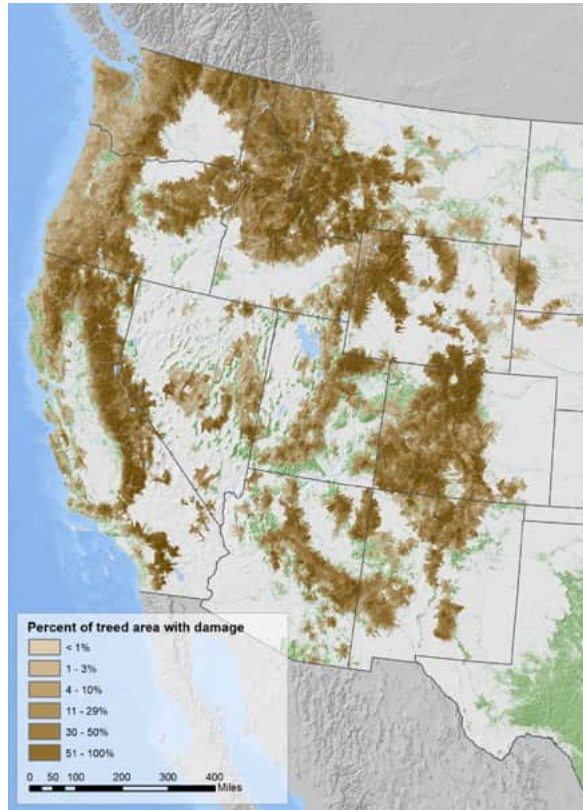 Percent of treed area with damage
< 1%
1 - 3%
4 - 10%
11 - 29%
30 - 50%
51 - 100%
0 50 100 200 300 400
Miles